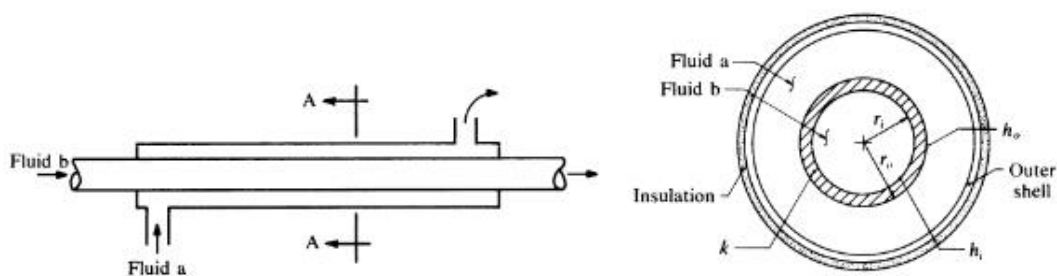 A
Fluid b
A
Fluid a
Fluid a
Fluid b
r_i
r_o
h_o
Insulation
Outer
shell
k
h_i